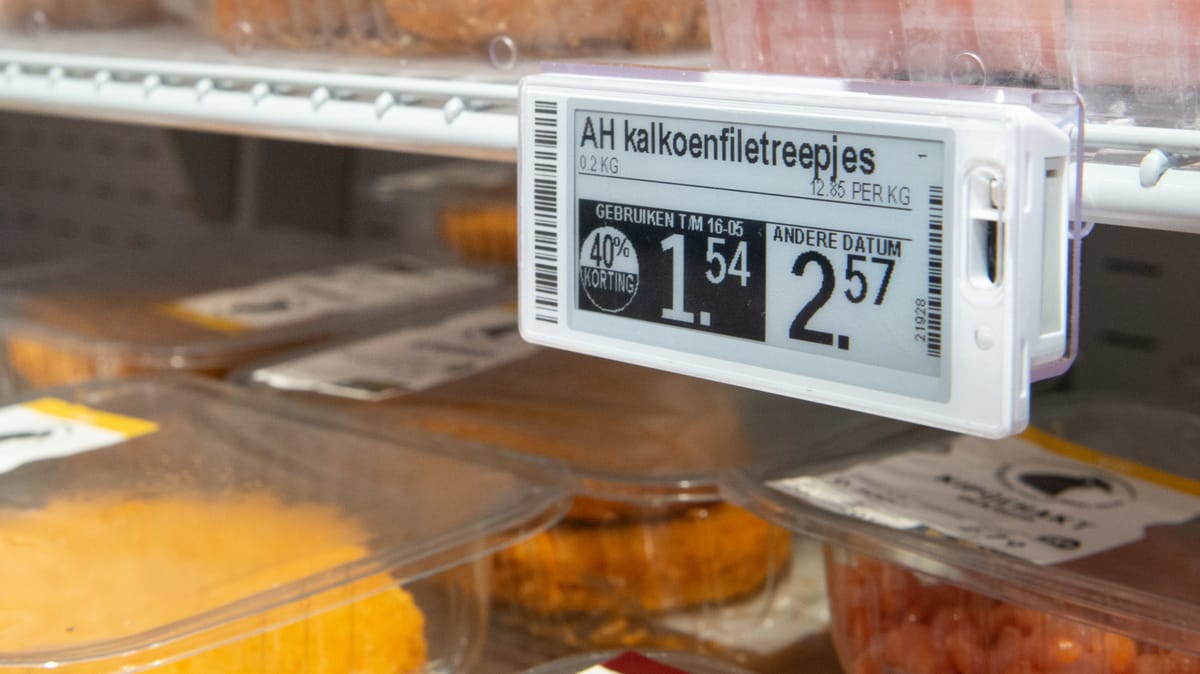 AH kalkoenfiletreepjes
1
0.2 KG
12.85 PER KG
GEBRUIKEN T/M 16-05
40%
KORTING
1.54
ANDERE DATUM
2.57
21928